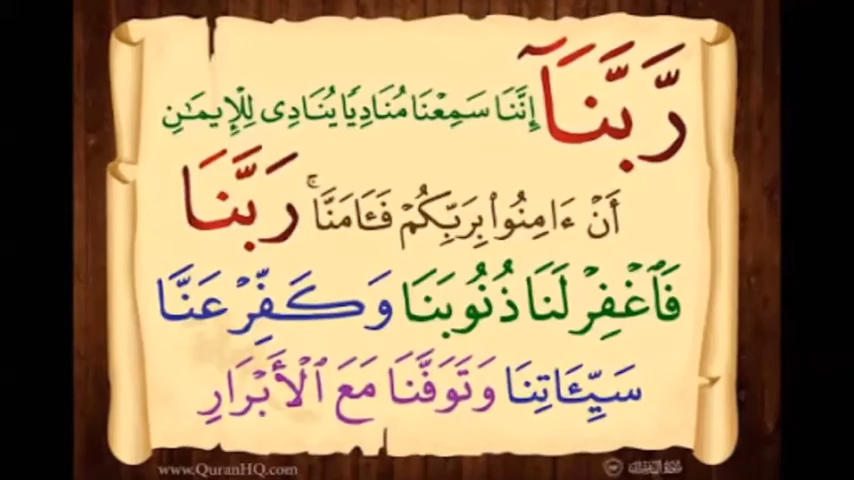 رَّبَّنَآ إِنَّنَا سَمِعْنَا مُنَادِيًا يُنَادِى لِلْإِيمَـٰنِ
أَنْ ءَامِنُوا۟ بِرَبِّكُمْ فَـَٔامَنَّا ۚ رَبَّنَا
فَٱغْفِرْ لَنَا ذُنُوبَنَا وَكَفِّرْ عَنَّا
سَيِّـَٔاتِنَا وَتَوَفَّنَا مَعَ ٱلْأَبْرَارِ
www.QuranHQ.com